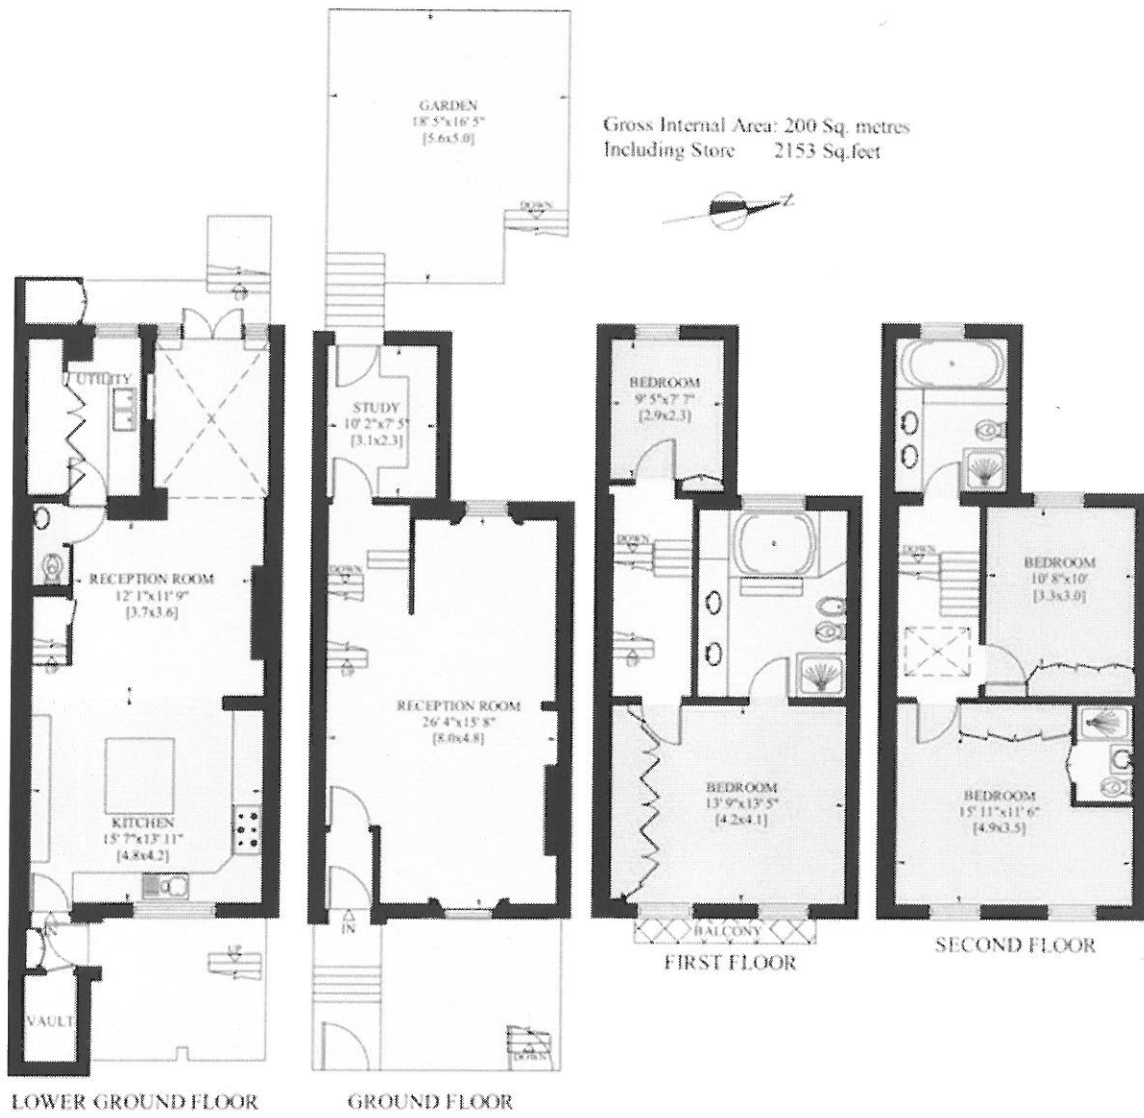 GARDEN
18' 5"x16' 5"
[5.6x5.0]
DOWN
Gross Internal Area: 200 Sq. metres
Including Store 2153 Sq.feet
Z
UP
UTILITY
RECEPTION ROOM
12' 1"x11' 9"
[3.7x3.6]
UP
KITCHEN
15' 7"x13' 11"
[4.8x4.2]
IN
UP
VAULT
LOWER GROUND FLOOR
STUDY
10' 2"x7' 5"
[3.1x2.3]
DOWN
UP
RECEPTION ROOM
26' 4"x15' 8"
[8.0x4.8]
IN
DOWN
GROUND FLOOR
BEDROOM
9' 5"x7' 7"
[2.9x2.3]
DOWN
UP
BEDROOM
13' 9"x13' 5"
[4.2x4.1]
BALCONY
FIRST FLOOR
DOWN
BEDROOM
10' 8"x10'
[3.3x3.0]
BEDROOM
15' 11"x11' 6"
[4.9x3.5]
SECOND FLOOR